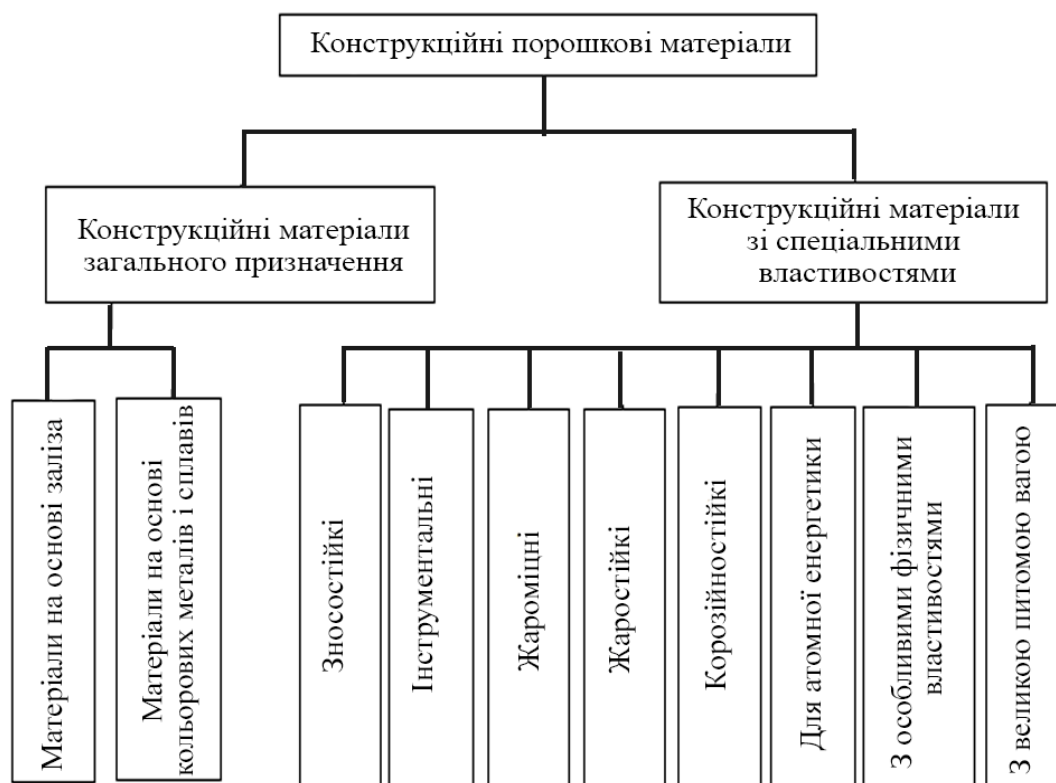 Конструкційні порошкові матеріали
Конструкційні матеріали
загального призначення
Конструкційні матеріали
зі спеціальними
властивостями
Матеріали на основі заліза
Матеріали на основі
кольорових металів і сплавів
Зносостійкі
Інструментальні
Жароміцні
Жаростійкі
Корозійностійкі
Для атомної енергетики
З особливими фізичними
властивостями
З великою питомою вагою